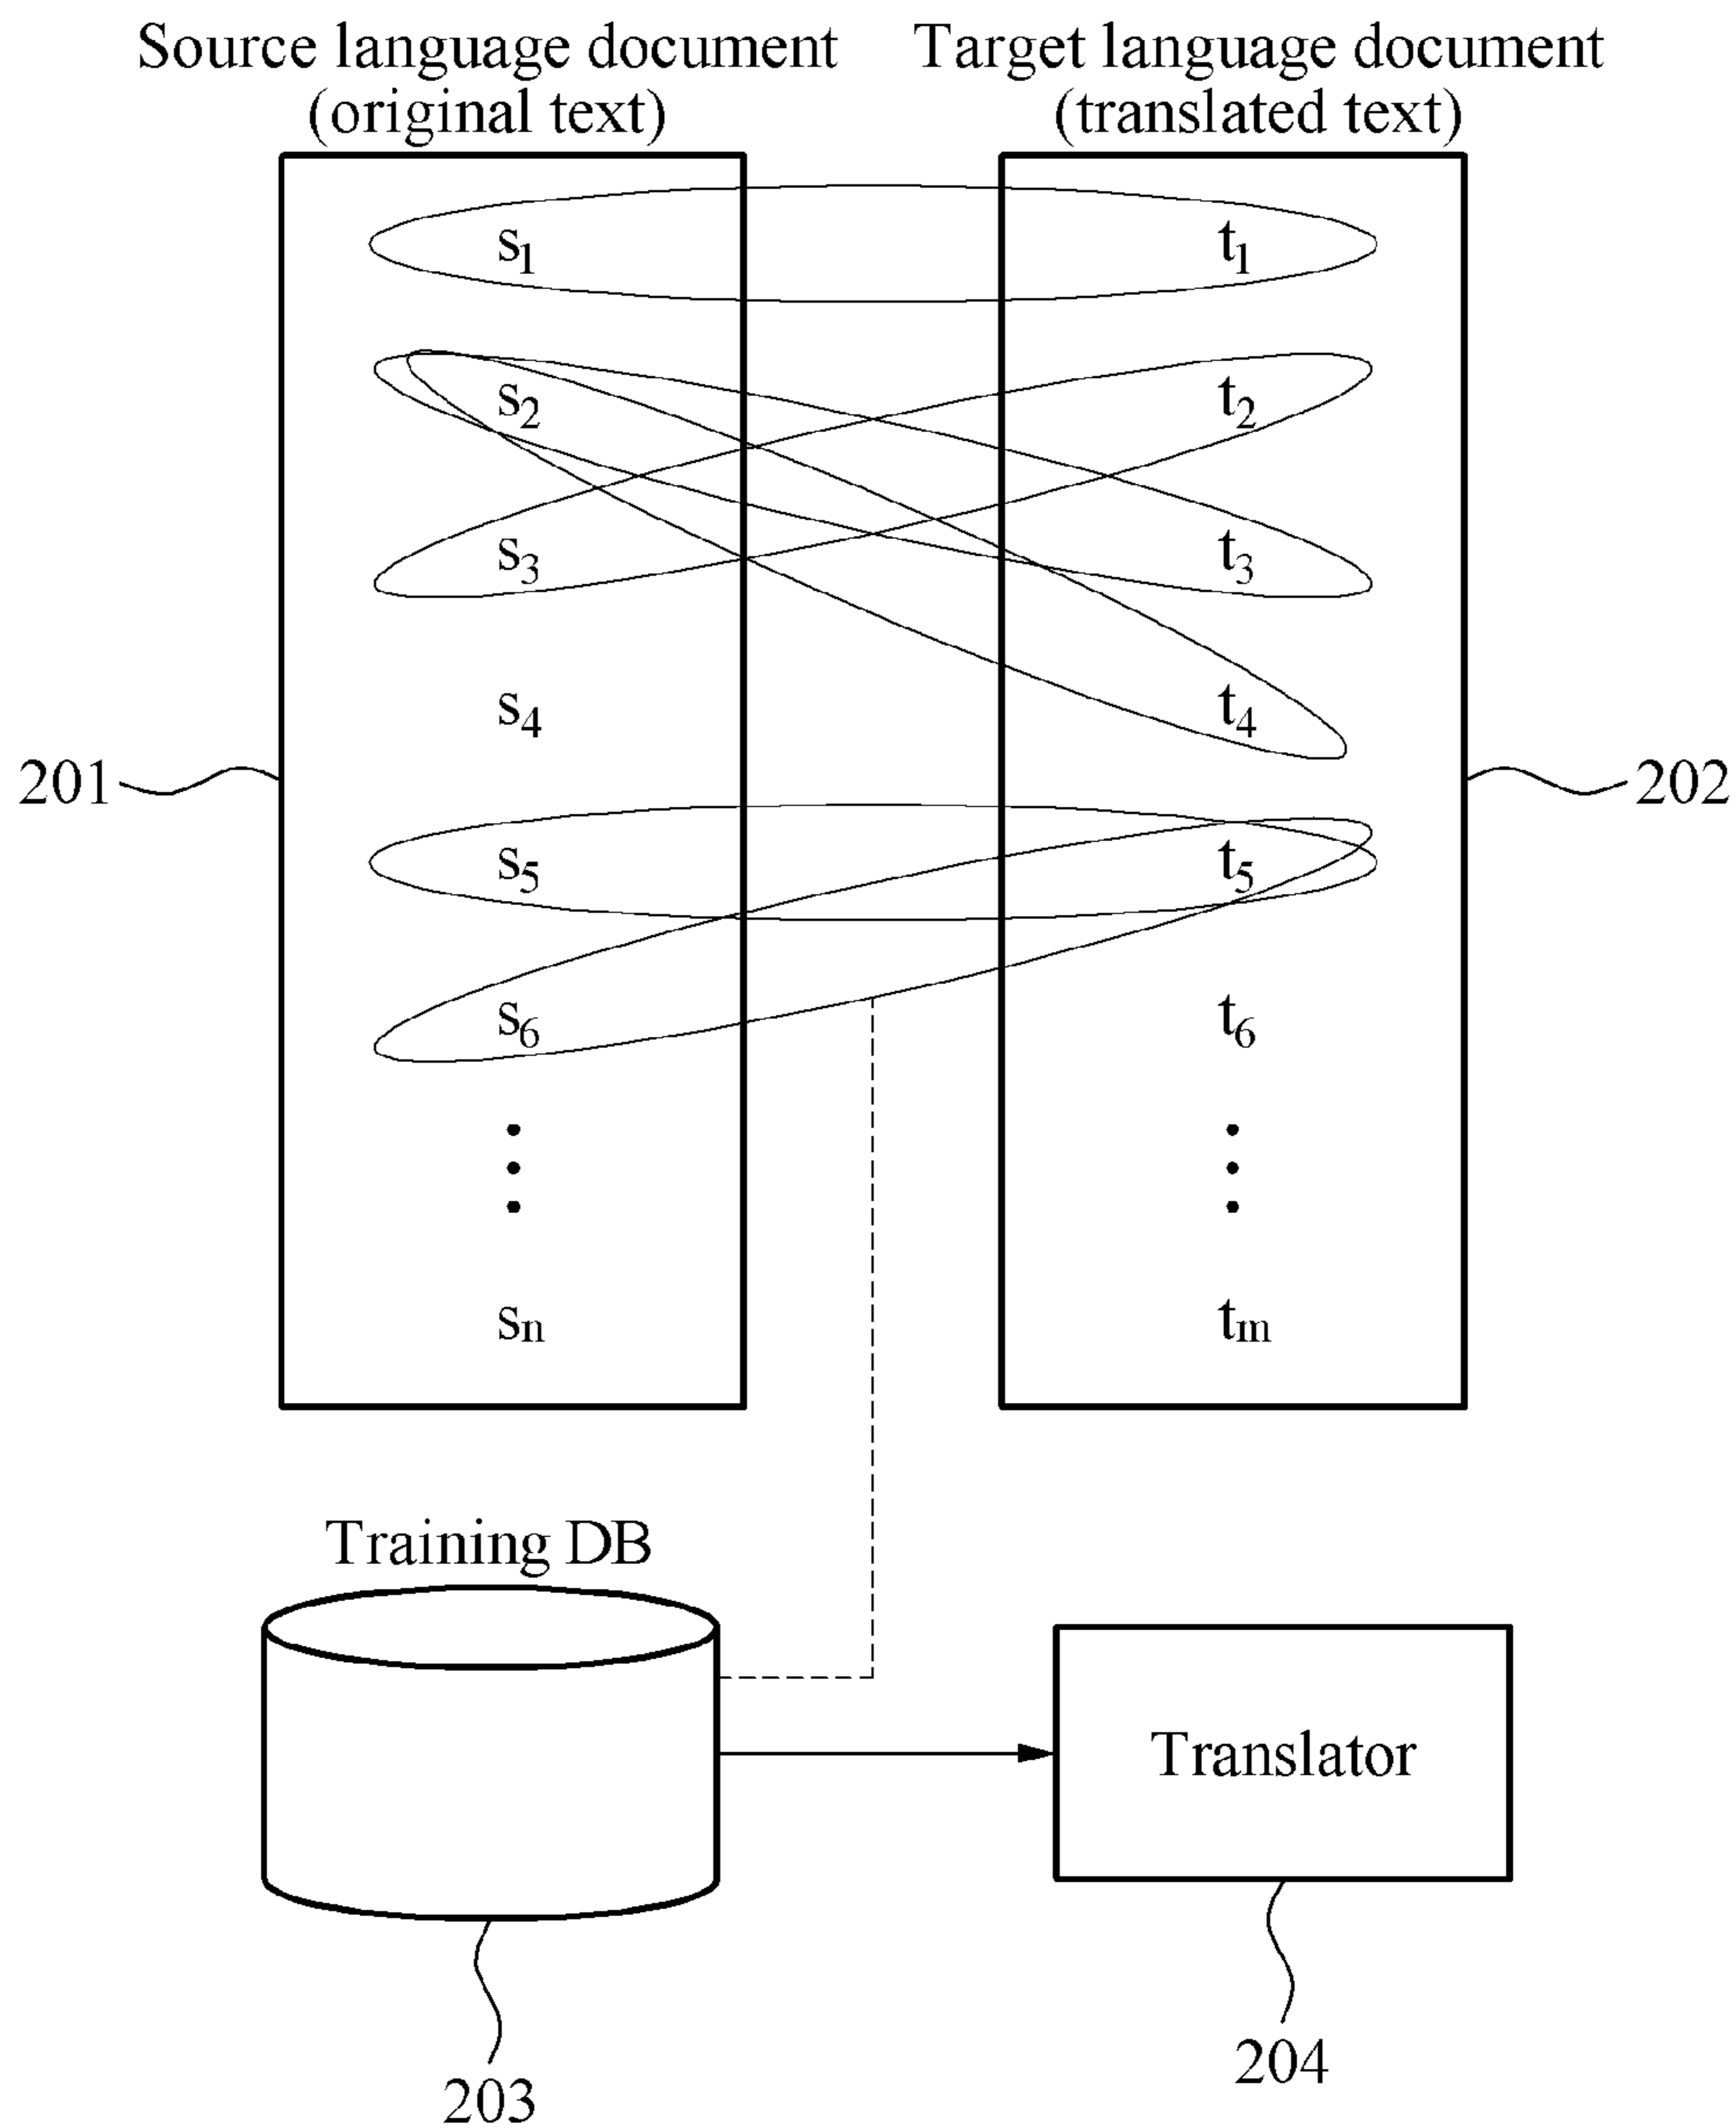 Source language document
(original text)
Target language document
(translated text)
s1 t1
s2 t2
s3 t3
s4 t4
201 202
s5 t5
s6 t6
sn tm
Training DB
Translator
203
204